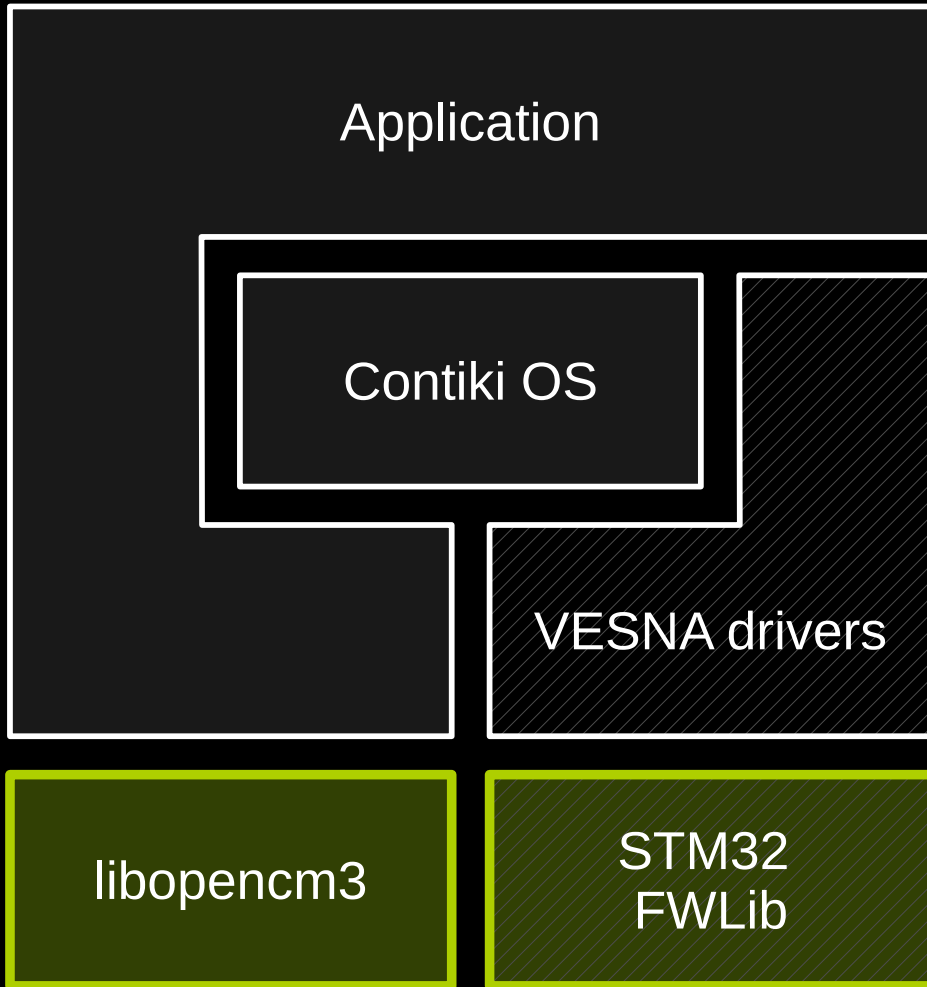 Application
Contiki OS
VESNA drivers
libopencm3
STM32
FWLib